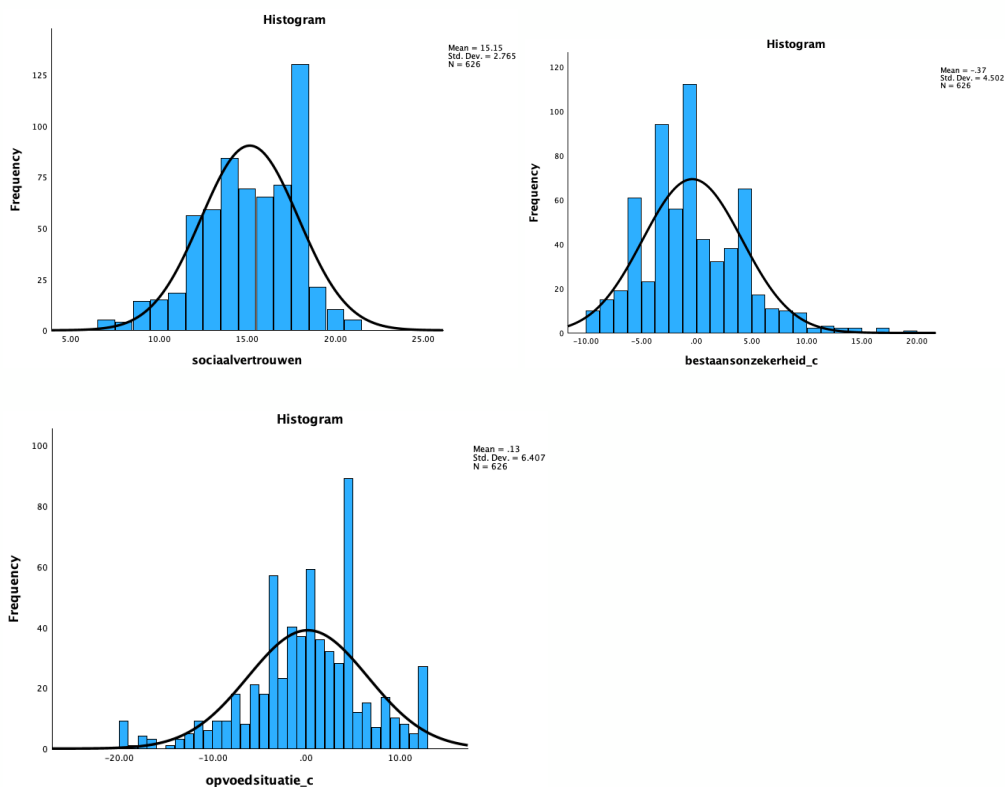 Histogram
Mean = 15.15
Std. Dev. = 2.765
N = 626
Frequency
125
100
75
50
25
0
5.00 10.00 15.00 20.00 25.00
sociaalvertrouwen
Histogram
Mean = -.37
Std. Dev. = 4.502
N = 626
Frequency
120
100
80
60
40
20
0
-10.00 -5.00 .00 5.00 10.00 15.00 20.00
bestaansonzekerheid_c
Histogram
Mean = .13
Std. Dev. = 6.407
N = 626
Frequency
100
80
60
40
20
0
-20.00 -10.00 .00 10.00
opvoedsituatie_c